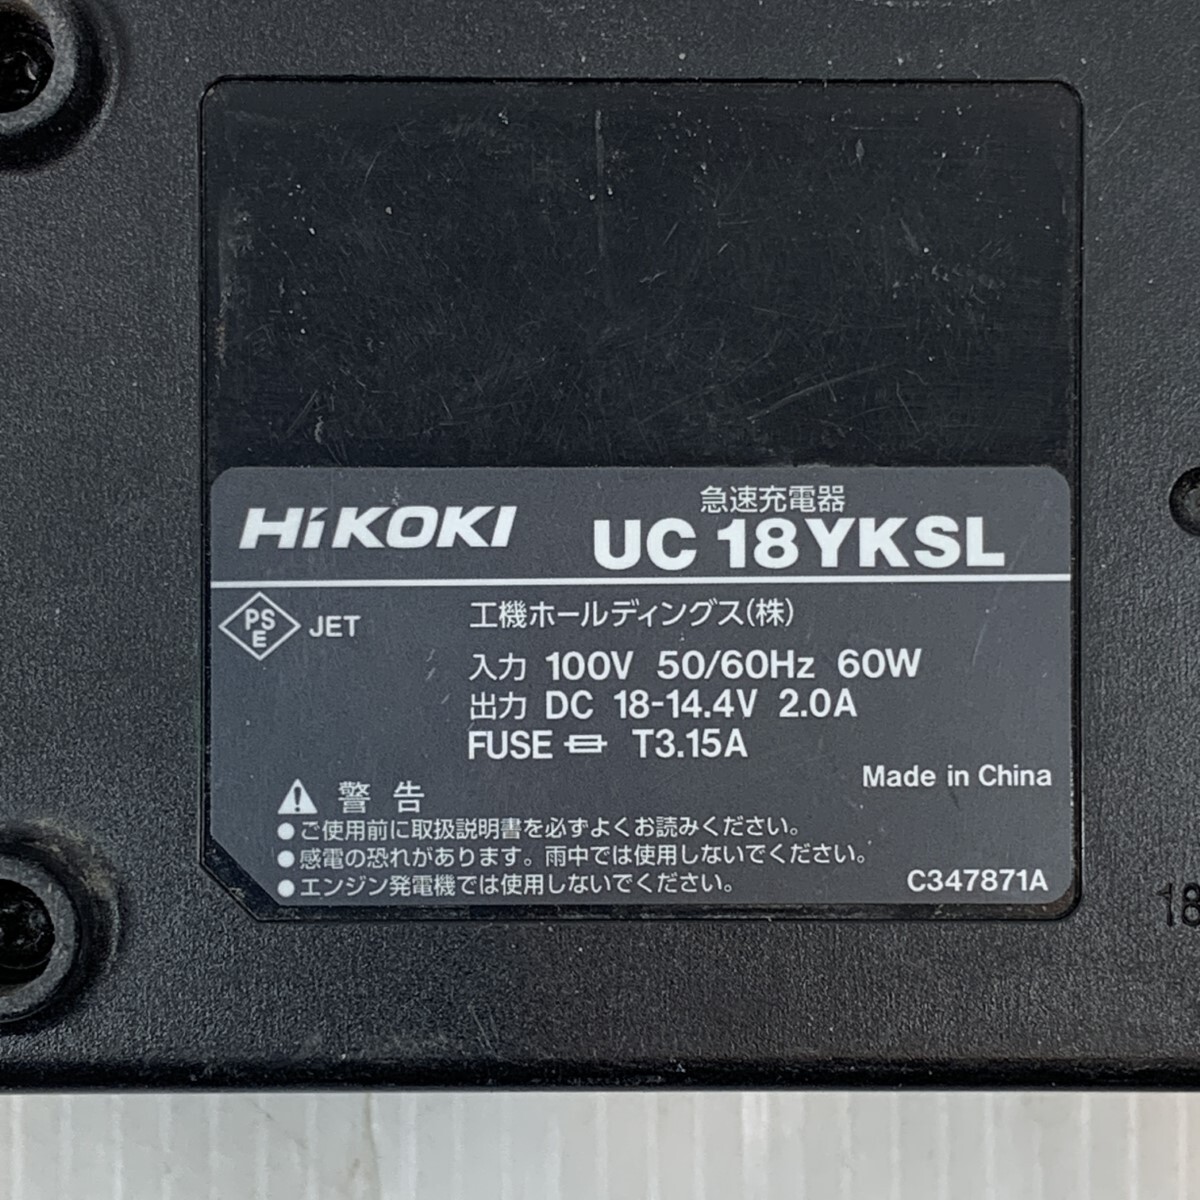 急速充電器
HiKOKI UC 18YKSL
PSE JET 工機ホールディングス(株)
入力 100V 50/60Hz 60W
出力 DC 18-14.4V 2.0A
FUSE T3.15A
Made in China
警告
●ご使用前に取扱説明書を必ずよくお読みください。
●感電の恐れがあります。雨中では使用しないでください。
●エンジン発電機では使用しないでください。
C347871A
18